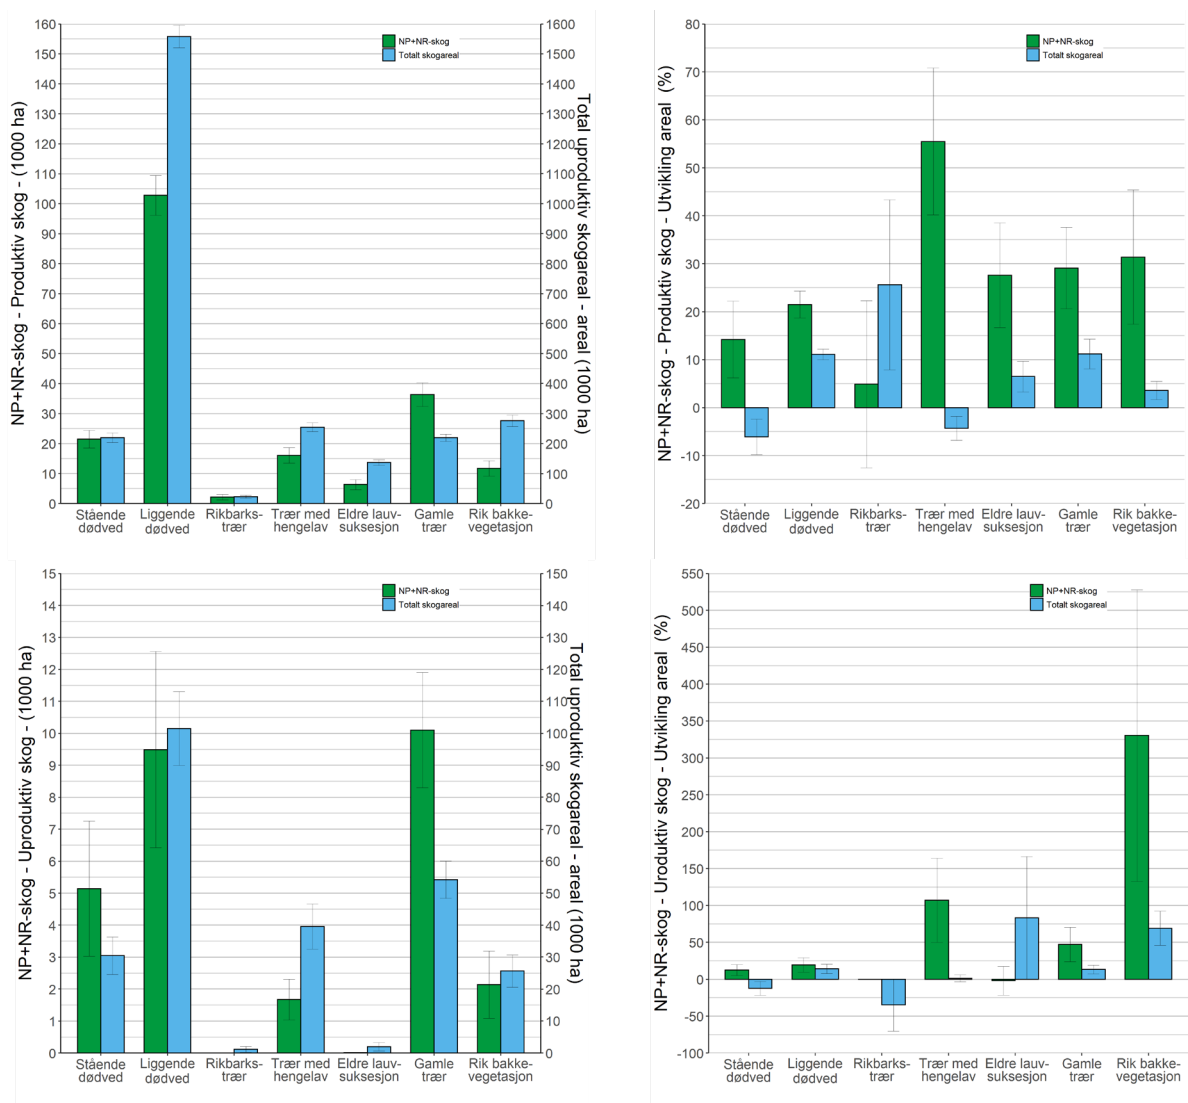 NP+NR-skog - Produktiv skog - (1000 ha)
160
150
140
130
120
110
100
90
80
70
60
50
40
30
20
10
0
NP+NR-skog
Totalt skogareal
1600
1500
1400
1300
1200
1100
1000
900
800
700
600
500
400
300
200
100
0
Total uproduktiv skogareal - areal (1000 ha)
Stående
dødved
Liggende
dødved
Rikbarks-
trær
Trær med
hengelav
Eldre lauv-
suksesjon
Gamle
trær
Rik bakke-
vegetasjon
NP+NR-skog - Produktiv skog - Utvikling areal (%)
80
70
60
50
40
30
20
10
0
-10
-20
NP+NR-skog
Totalt skogareal
Stående
dødved
Liggende
dødved
Rikbarks-
trær
Trær med
hengelav
Eldre lauv-
suksesjon
Gamle
trær
Rik bakke-
vegetasjon
NP+NR-skog - Uproduktiv skog - (1000 ha)
15
14
13
12
11
10
9
8
7
6
5
4
3
2
1
0
NP+NR-skog
Totalt skogareal
150
140
130
120
110
100
90
80
70
60
50
40
30
20
10
0
Total uproduktiv skogareal - areal (1000 ha)
Stående
dødved
Liggende
dødved
Rikbarks-
trær
Trær med
hengelav
Eldre lauv-
suksesjon
Gamle
trær
Rik bakke-
vegetasjon
NP+NR-skog - Uroduktiv skog - Utvikling areal (%)
550
500
450
400
350
300
250
200
150
100
50
0
-50
-100
NP+NR-skog
Totalt skogareal
Stående
dødved
Liggende
dødved
Rikbarks-
trær
Trær med
hengelav
Eldre lauv-
suksesjon
Gamle
trær
Rik bakke-
vegetasjon